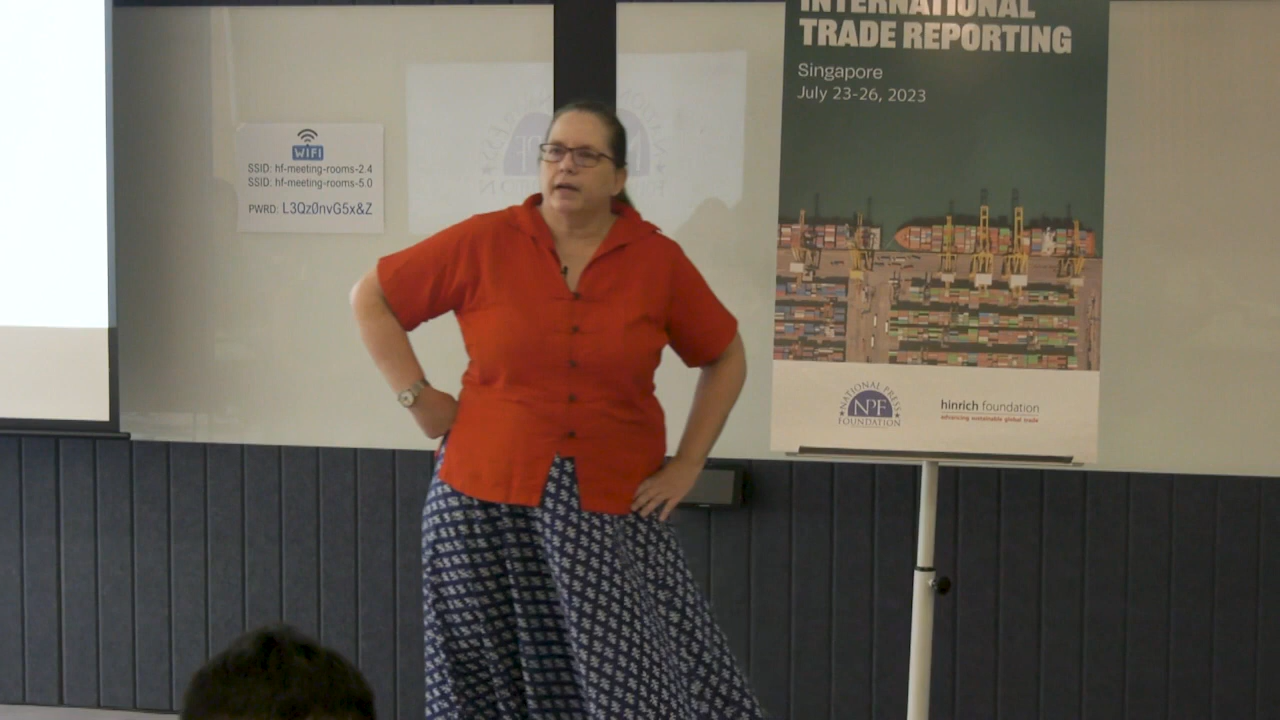 WIFI
SSID: hf-meeting-rooms-2.4
SSID: hf-meeting-rooms-5.0
PWRD: L3Qz0nvG5x&Z
INTERNATIONAL
TRADE REPORTING
Singapore
July 23-26, 2023
NATIONAL PRESS
NPF
FOUNDATION
hinrich foundation
advancing sustainable global trade